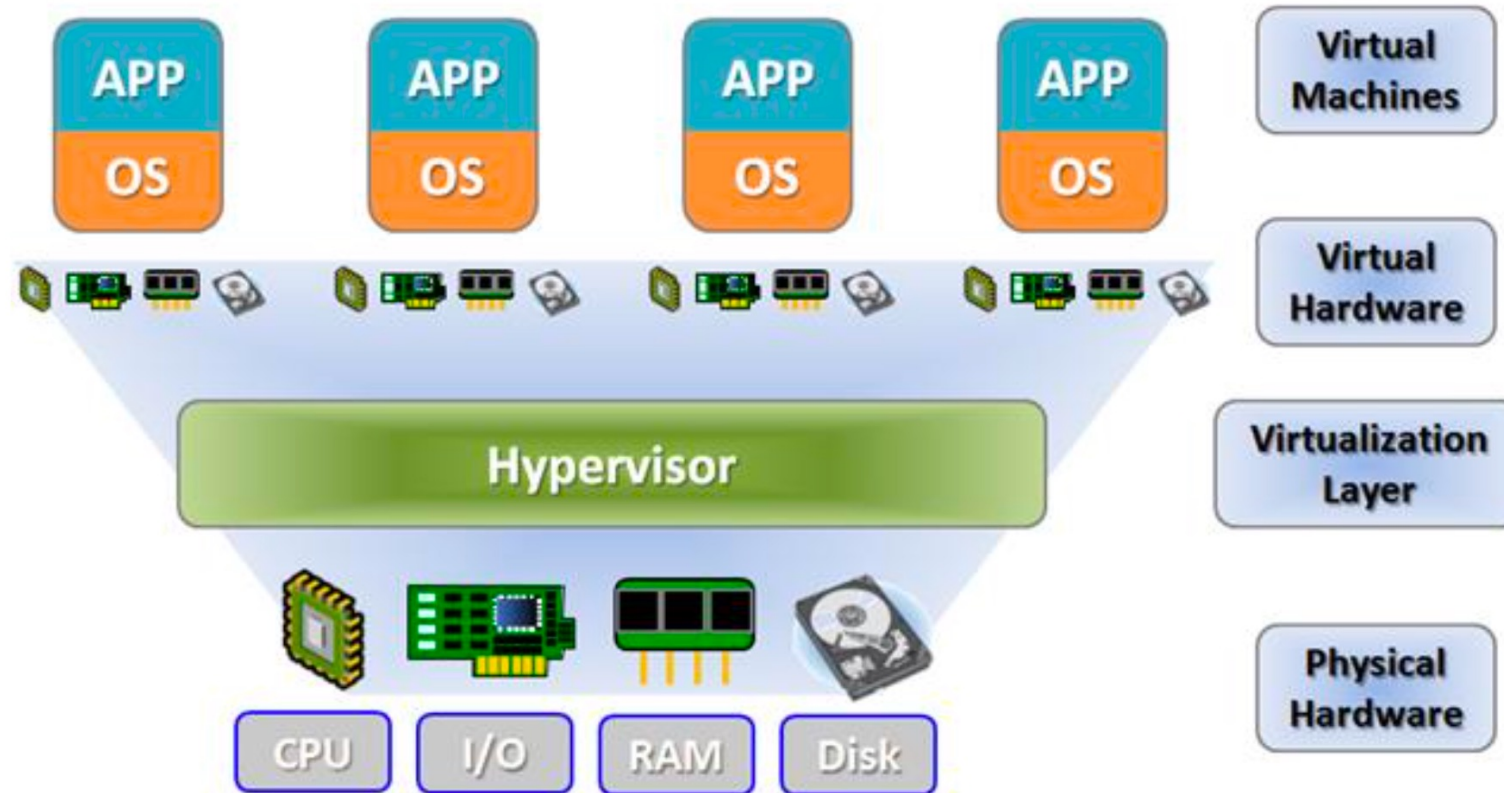 APP
OS
APP
OS
APP
OS
APP
OS
Virtual
Machines
Virtual
Hardware
Hypervisor
Virtualization
Layer
CPU
I/O
RAM
Disk
Physical
Hardware